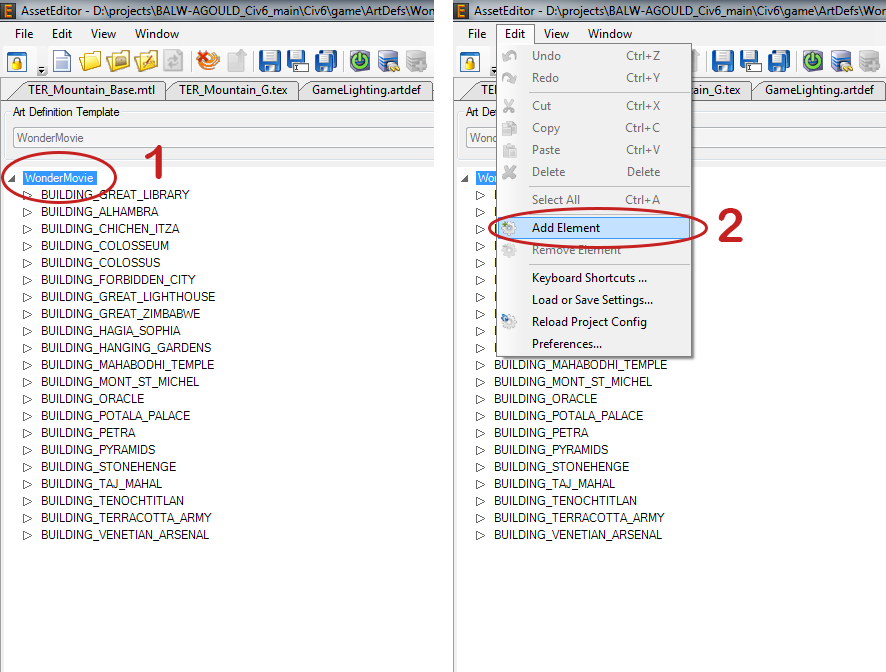 AssetEditor - D:\projects\BALW-AGOULD_Civ6_main\Civ6\game\ArtDefs\Won
File Edit View Window
TER_Mountain_Base.mtl TER_Mountain_G.tex GameLighting.artdef
Art Definition Template
WonderMovie
1
WonderMovie
BUILDING_GREAT_LIBRARY
BUILDING_ALHAMBRA
BUILDING_CHICHEN_ITZA
BUILDING_COLOSSEUM
BUILDING_COLOSSUS
BUILDING_FORBIDDEN_CITY
BUILDING_GREAT_LIGHTHOUSE
BUILDING_GREAT_ZIMBABWE
BUILDING_HAGIA_SOPHIA
BUILDING_HANGING_GARDENS
BUILDING_MAHABODHI_TEMPLE
BUILDING_MONT_ST_MICHEL
BUILDING_ORACLE
BUILDING_POTALA_PALACE
BUILDING_PETRA
BUILDING_PYRAMIDS
BUILDING_STONEHENGE
BUILDING_TAJ_MAHAL
BUILDING_TENOCHTITLAN
BUILDING_TERRACOTTA_ARMY
BUILDING_VENETIAN_ARSENAL
AssetEditor - D:\projects\BALW-AGOULD_Civ6_main\Civ6\game\ArtDefs\Won
File Edit View Window
TE in_G.tex GameLighting.artdef
Art De
Wond
Wo
Undo Ctrl+Z
Redo Ctrl+Y
Cut Ctrl+X
Copy Ctrl+C
Paste Ctrl+V
Delete Delete
Select All Ctrl+A
Add Element
2
Remove Element
Keyboard Shortcuts ...
Load or Save Settings...
Reload Project Config
Preferences...
BUILDING_MAHABODHI_TEMPLE
BUILDING_MONT_ST_MICHEL
BUILDING_ORACLE
BUILDING_POTALA_PALACE
BUILDING_PETRA
BUILDING_PYRAMIDS
BUILDING_STONEHENGE
BUILDING_TAJ_MAHAL
BUILDING_TENOCHTITLAN
BUILDING_TERRACOTTA_ARMY
BUILDING_VENETIAN_ARSENAL